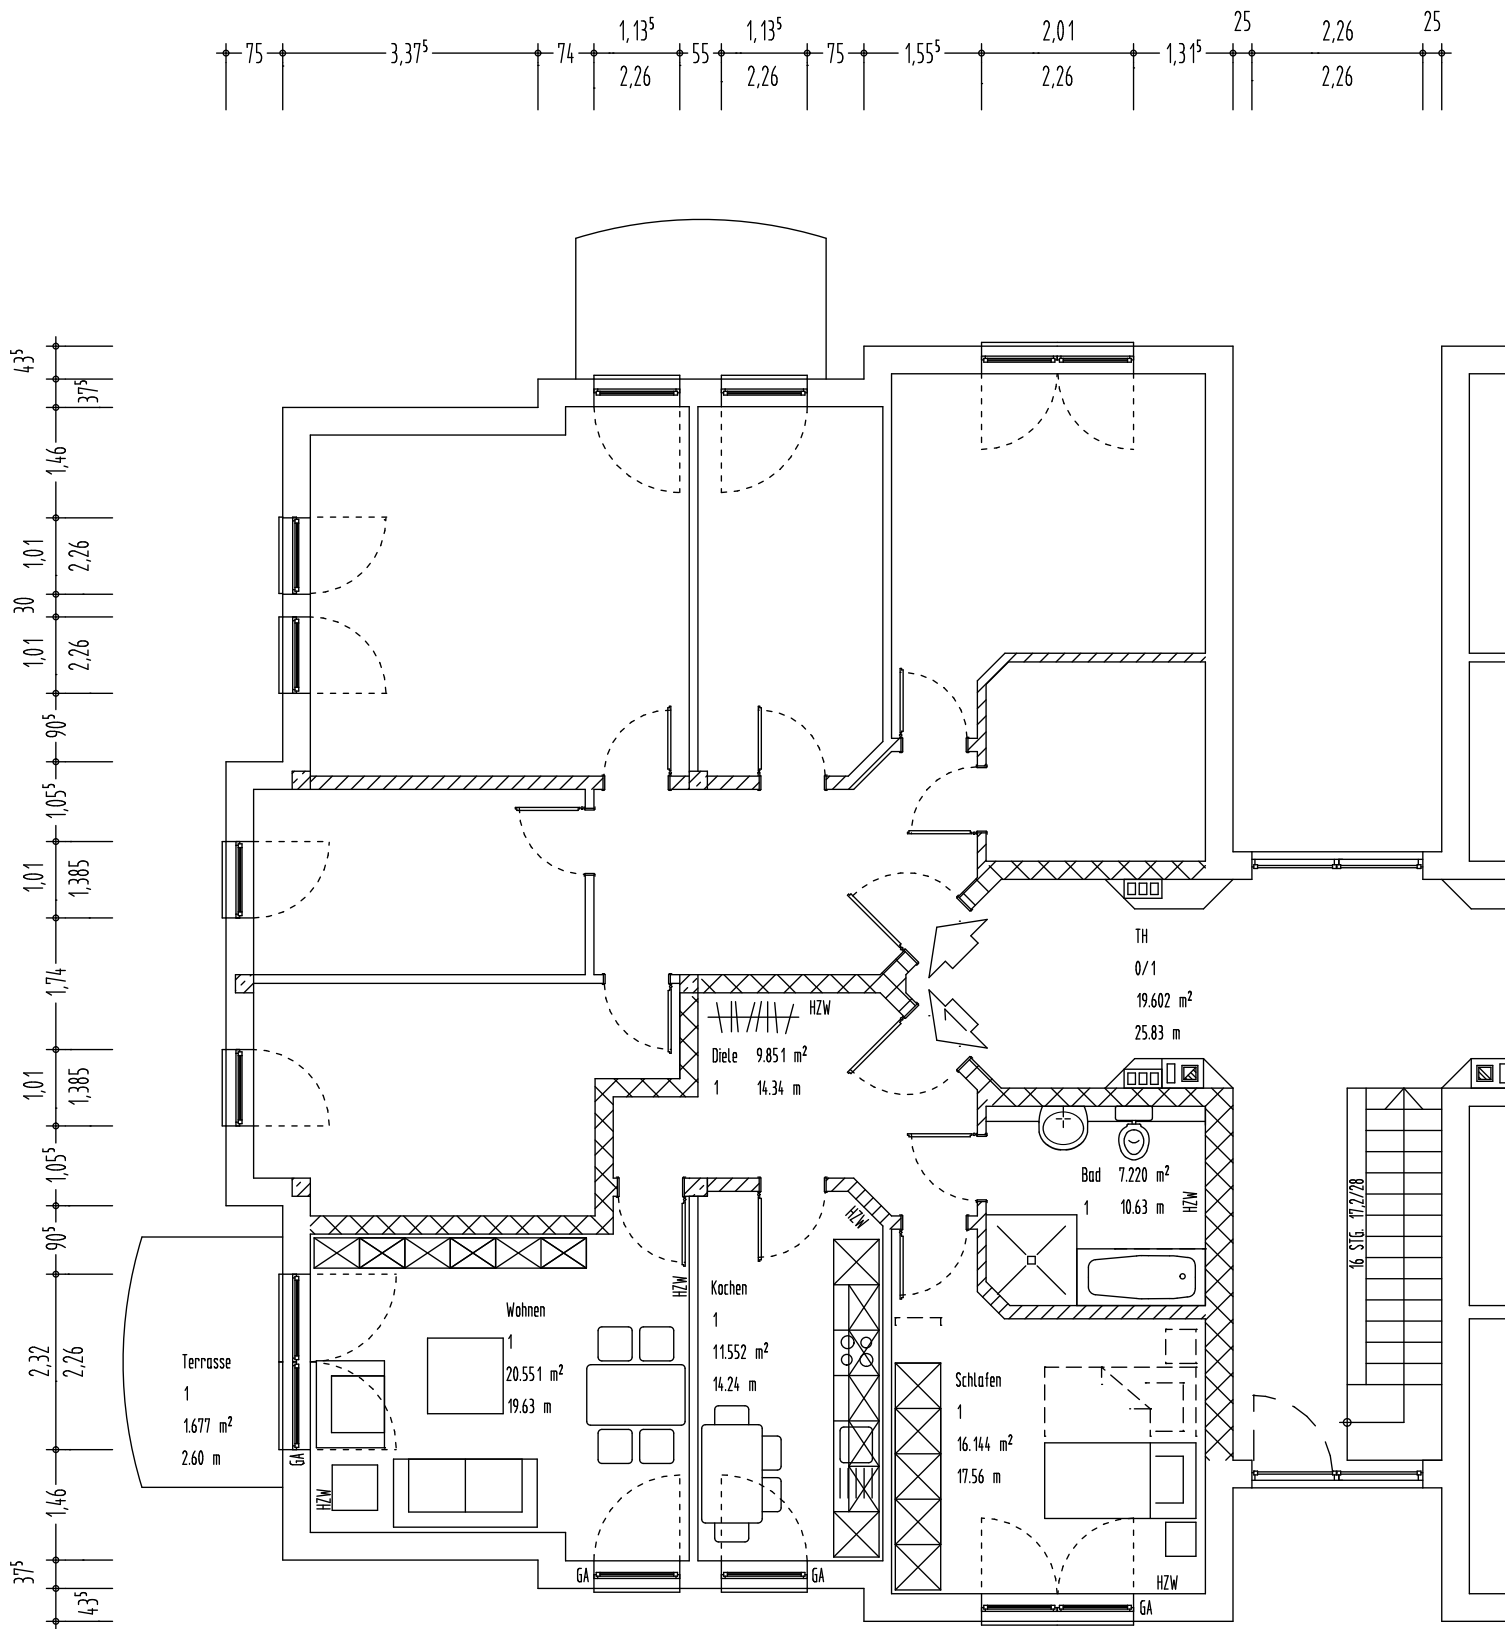 75 3,37⁵ 74 1,13⁵ 55 1,13⁵ 75 1,55⁵ 2,01 1,31⁵ 25 2,26 25
2,26 2,26 2,26 2,26
43⁵
37⁵
1,46
1,01 2,26
30
1,01 2,26
90⁵
1,05⁵
1,01 1,385
1,74
1,01 1,385
1,05⁵
90⁵
2,32 2,26
1,46
37⁵
43⁵
TH
0/1
19.602 m²
25.83 m
HZW
Diele 9.851 m²
1 14.34 m
Bad 7.220 m²
1 10.63 m
HZW
16 STG. 17,2/28
HZW
HZW
Kochen
1
11.552 m²
14.24 m
Wohnen
1
20.551 m²
19.63 m
Terrasse
1
1.677 m²
2.60 m
GA
HZW
Schlafen
1
16.144 m²
17.56 m
GA
GA
HZW
GA